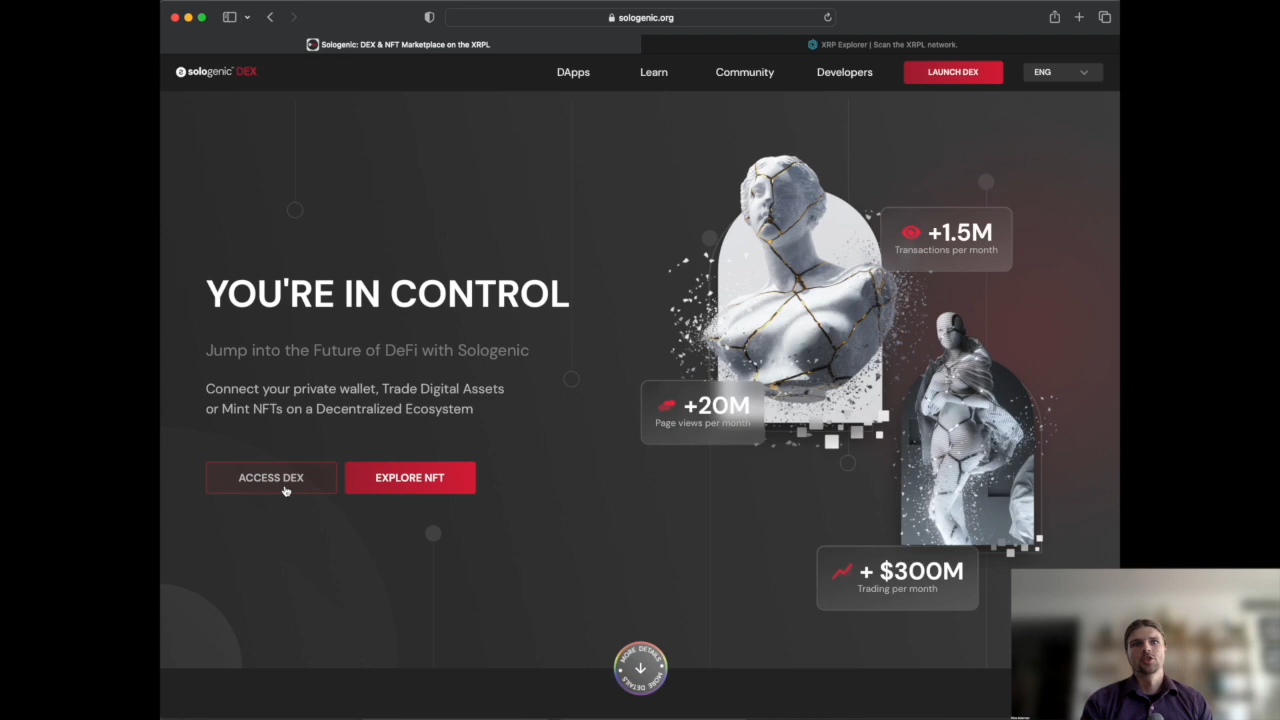 sologenic.org
Sologenic: DEX & NFT Marketplace on the XRPL
XRP Explorer | Scan the XRPL network.
sologenic DEX
DApps
Learn
Community
Developers
LAUNCH DEX
ENG
YOU'RE IN CONTROL
Jump into the Future of DeFi with Sologenic
Connect your private wallet, Trade Digital Assets
or Mint NFTs on a Decentralized Ecosystem
ACCESS DEX
EXPLORE NFT
+1.5M
Transactions per month
+20M
Page views per month
+ $300M
Trading per month
MORE DETAILS
MORE DETAILS